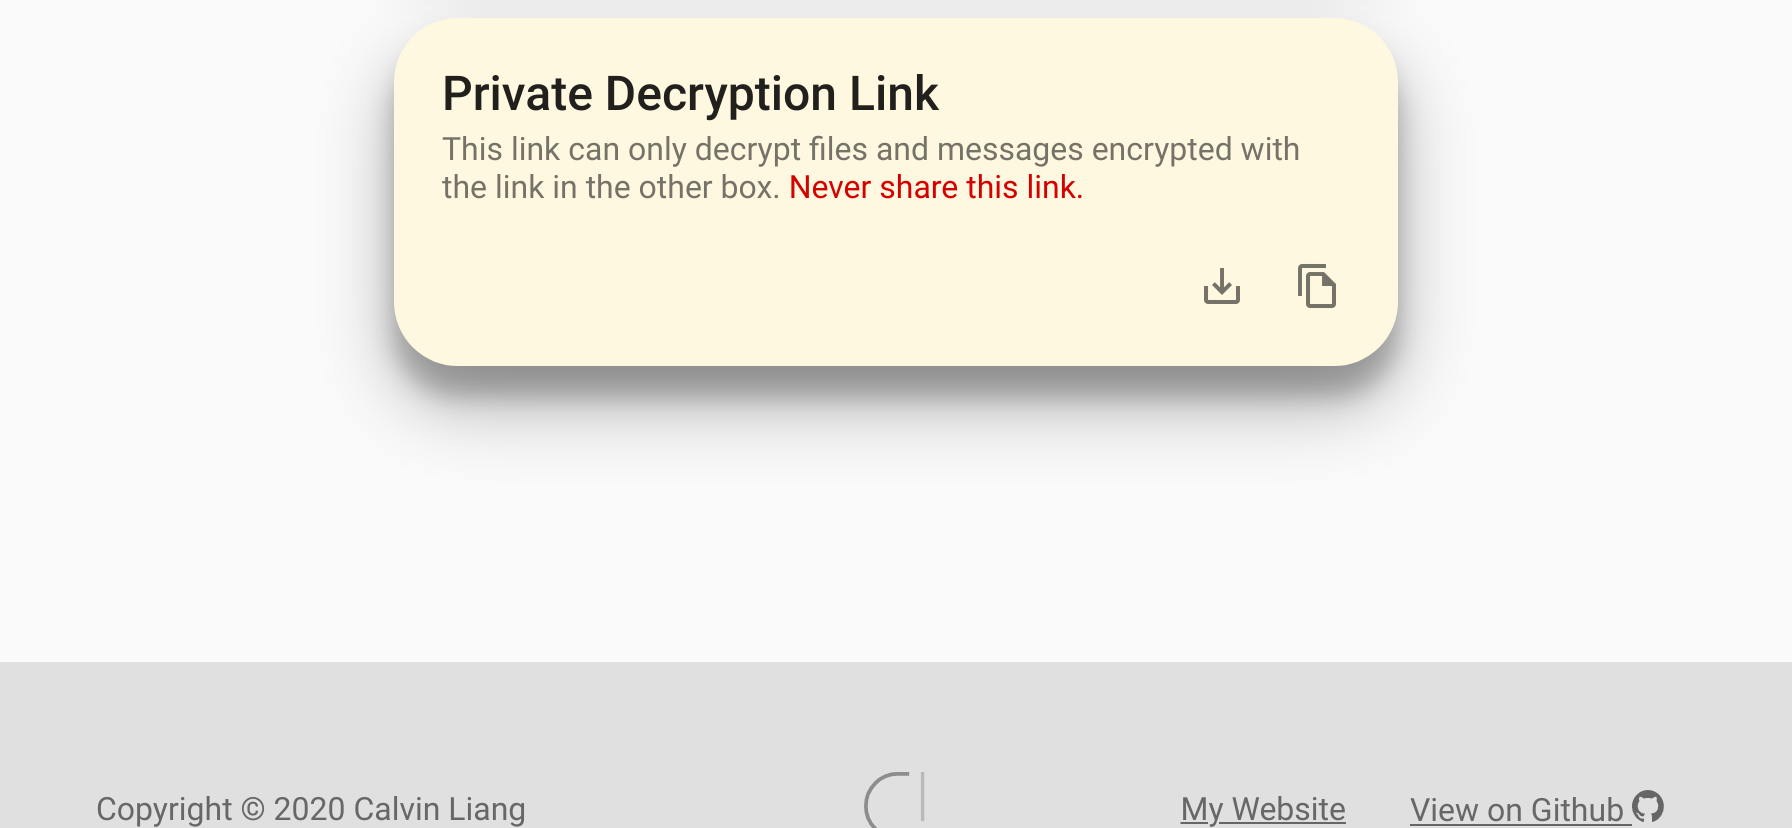 Private Decryption Link
This link can only decrypt files and messages encrypted with
the link in the other box. Never share this link.
Copyright © 2020 Calvin Liang
My Website
View on Github